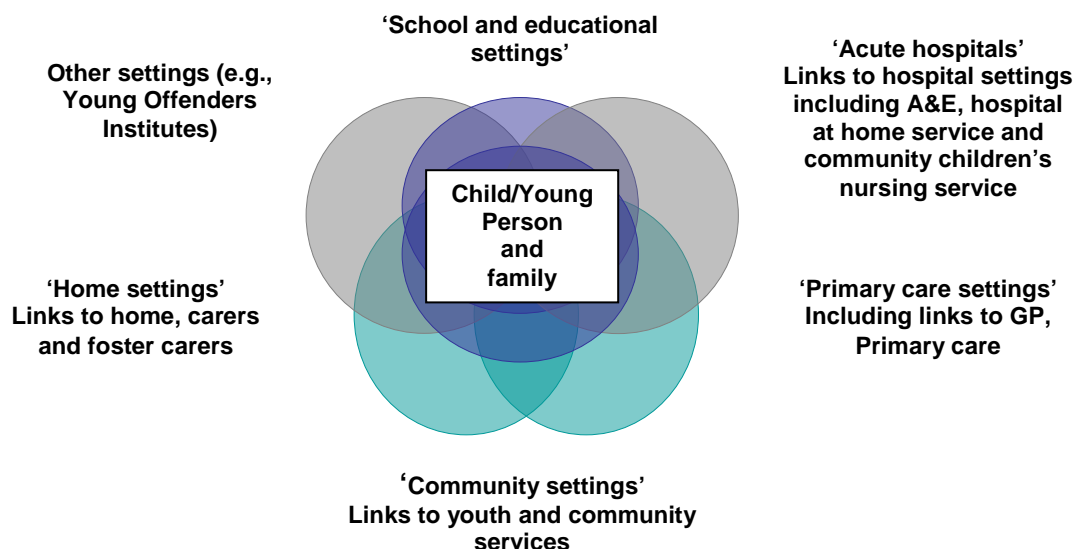 ‘School and educational
settings’
Other settings (e.g.,
Young Offenders
Institutes)
‘Acute hospitals’
Links to hospital settings
including A&E, hospital
at home service and
community children’s
nursing service
Child/Young
Person
and
family
‘Home settings’
Links to home, carers
and foster carers
‘Primary care settings’
Including links to GP,
Primary care
‘Community settings’
Links to youth and community
services